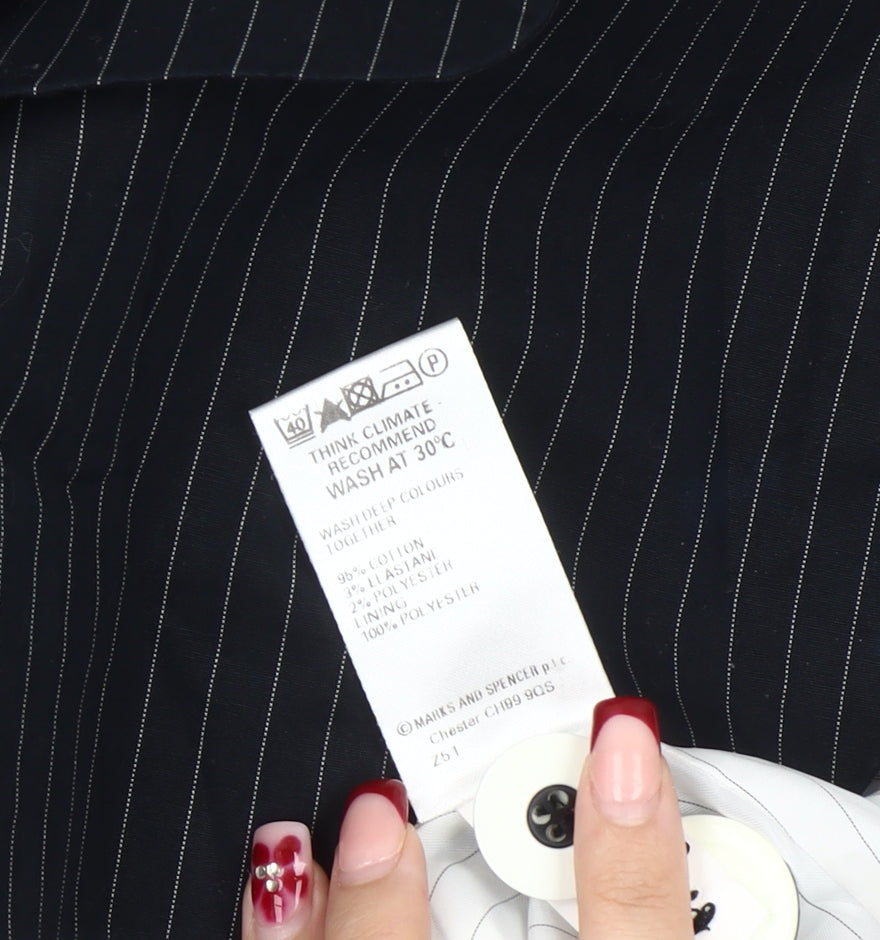 40 P
THINK CLIMATE -
RECOMMEND
WASH AT 30°C
WASH DEEP COLOURS
TOGETHER
95% COTTON
3% ELASTANE
2% POLYESTER
LINING
100% POLYESTER
©MARKS AND SPENCER p.l.c.
Chester CH99 9QS
Z51